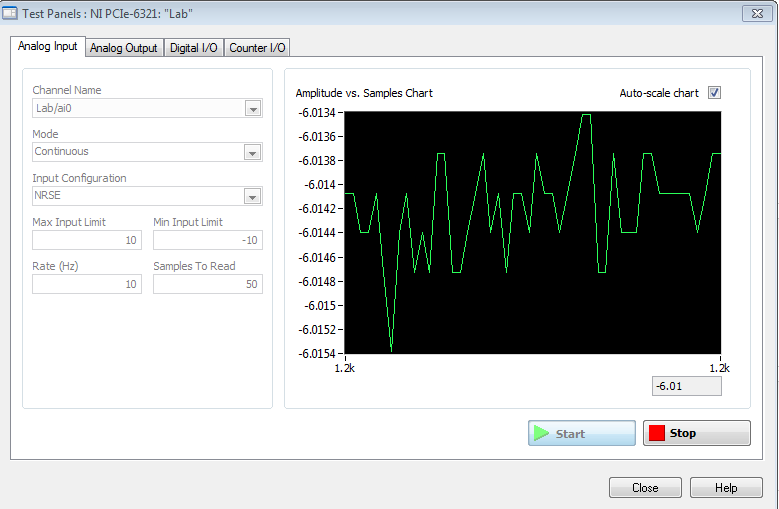 Test Panels : NI PCIe-6321: "Lab"
Analog Input Analog Output Digital I/O Counter I/O
Channel Name
Lab/ai0
Mode
Continuous
Input Configuration
NRSE
Max Input Limit Min Input Limit
10 -10
Rate (Hz) Samples To Read
10 50
Amplitude vs. Samples Chart Auto-scale chart
-6.0134
-6.0136
-6.0138
-6.014
-6.0142
-6.0144
-6.0146
-6.0148
-6.015
-6.0152
-6.0154
1.2k 1.2k
-6.01
Start Stop
Close Help